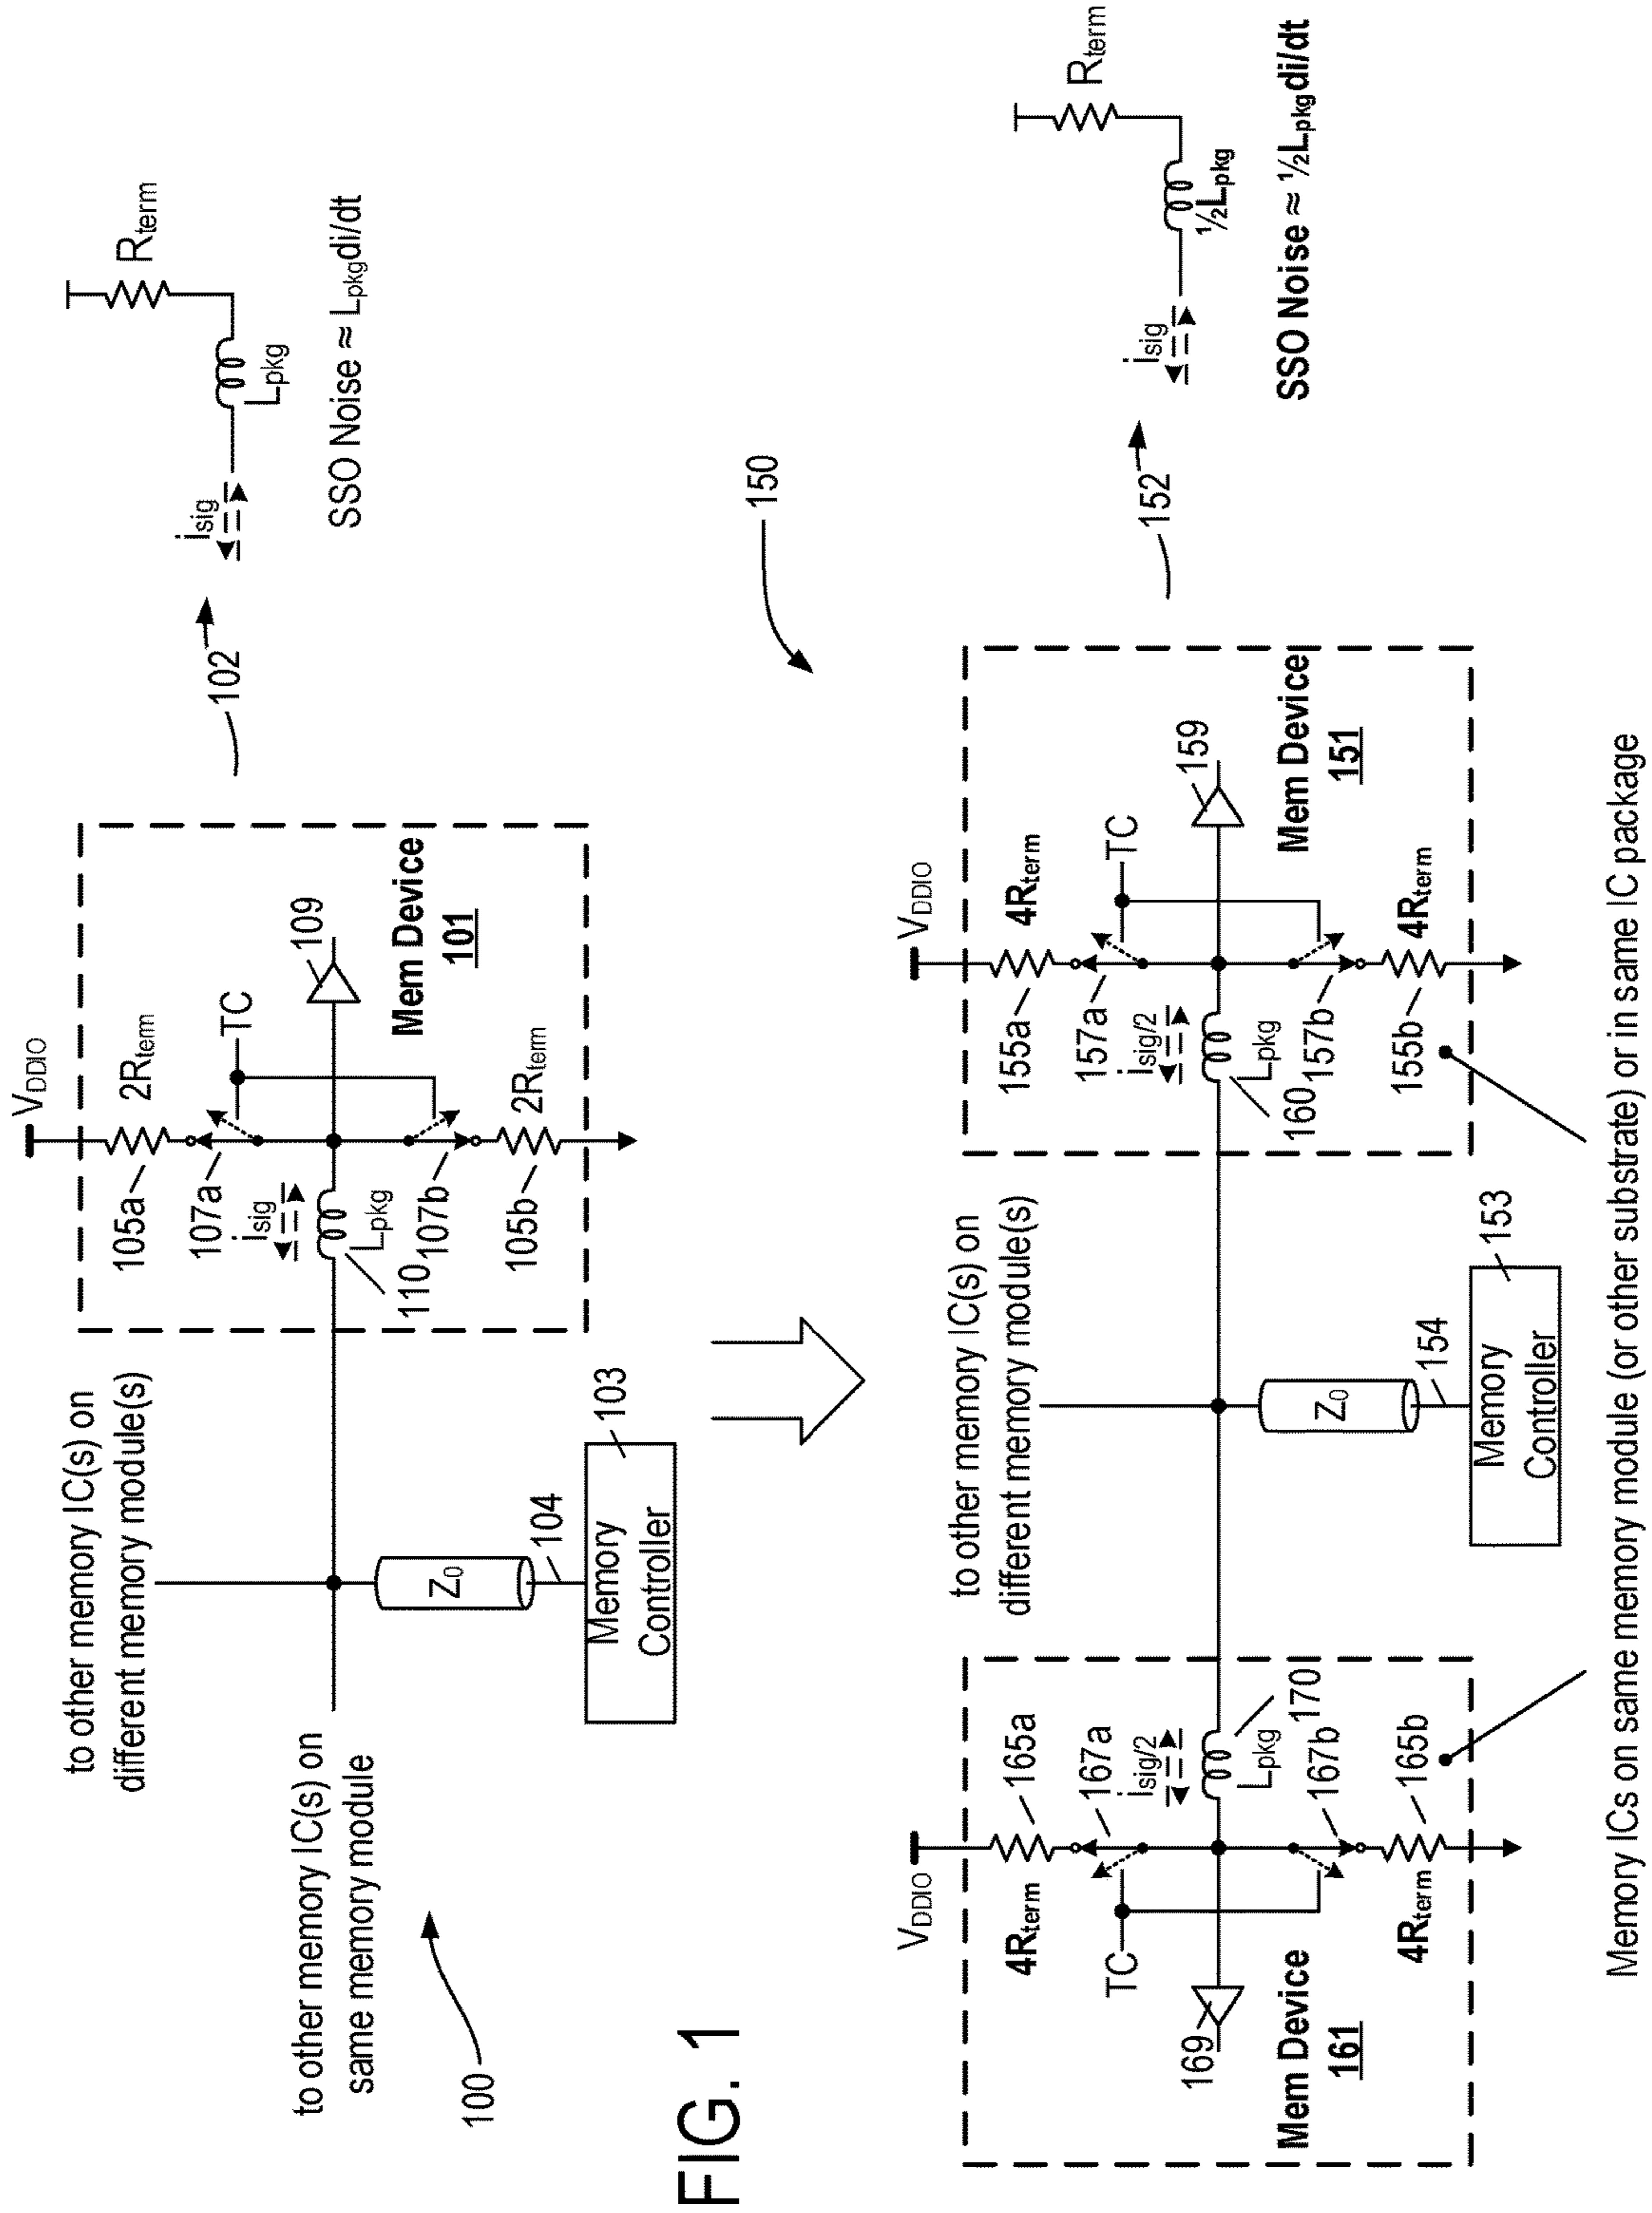 FIG. 1
100
to other memory IC(s) on
same memory module
to other memory IC(s) on
different memory module(s)
Z0
104
Memory
Controller
103
VDDIO
105a
2Rterm
107a
TC
isig
Lpkg
110
107b
105b
2Rterm
109
Mem Device
101
102
isig
Lpkg
Rterm
SSO Noise ≈ Lpkgdi/dt
150
VDDIO
4Rterm
165a
167a
TC
isig/2
Lpkg
170
167b
165b
4Rterm
169
Mem Device
161
to other memory IC(s) on
different memory module(s)
Z0
154
Memory
Controller
153
VDDIO
155a
4Rterm
157a
TC
isig/2
Lpkg
160
157b
155b
4Rterm
159
Mem Device
151
152
isig
½Lpkg
Rterm
SSO Noise ≈ ½Lpkgdi/dt
Memory ICs on same memory module (or other substrate) or in same IC package